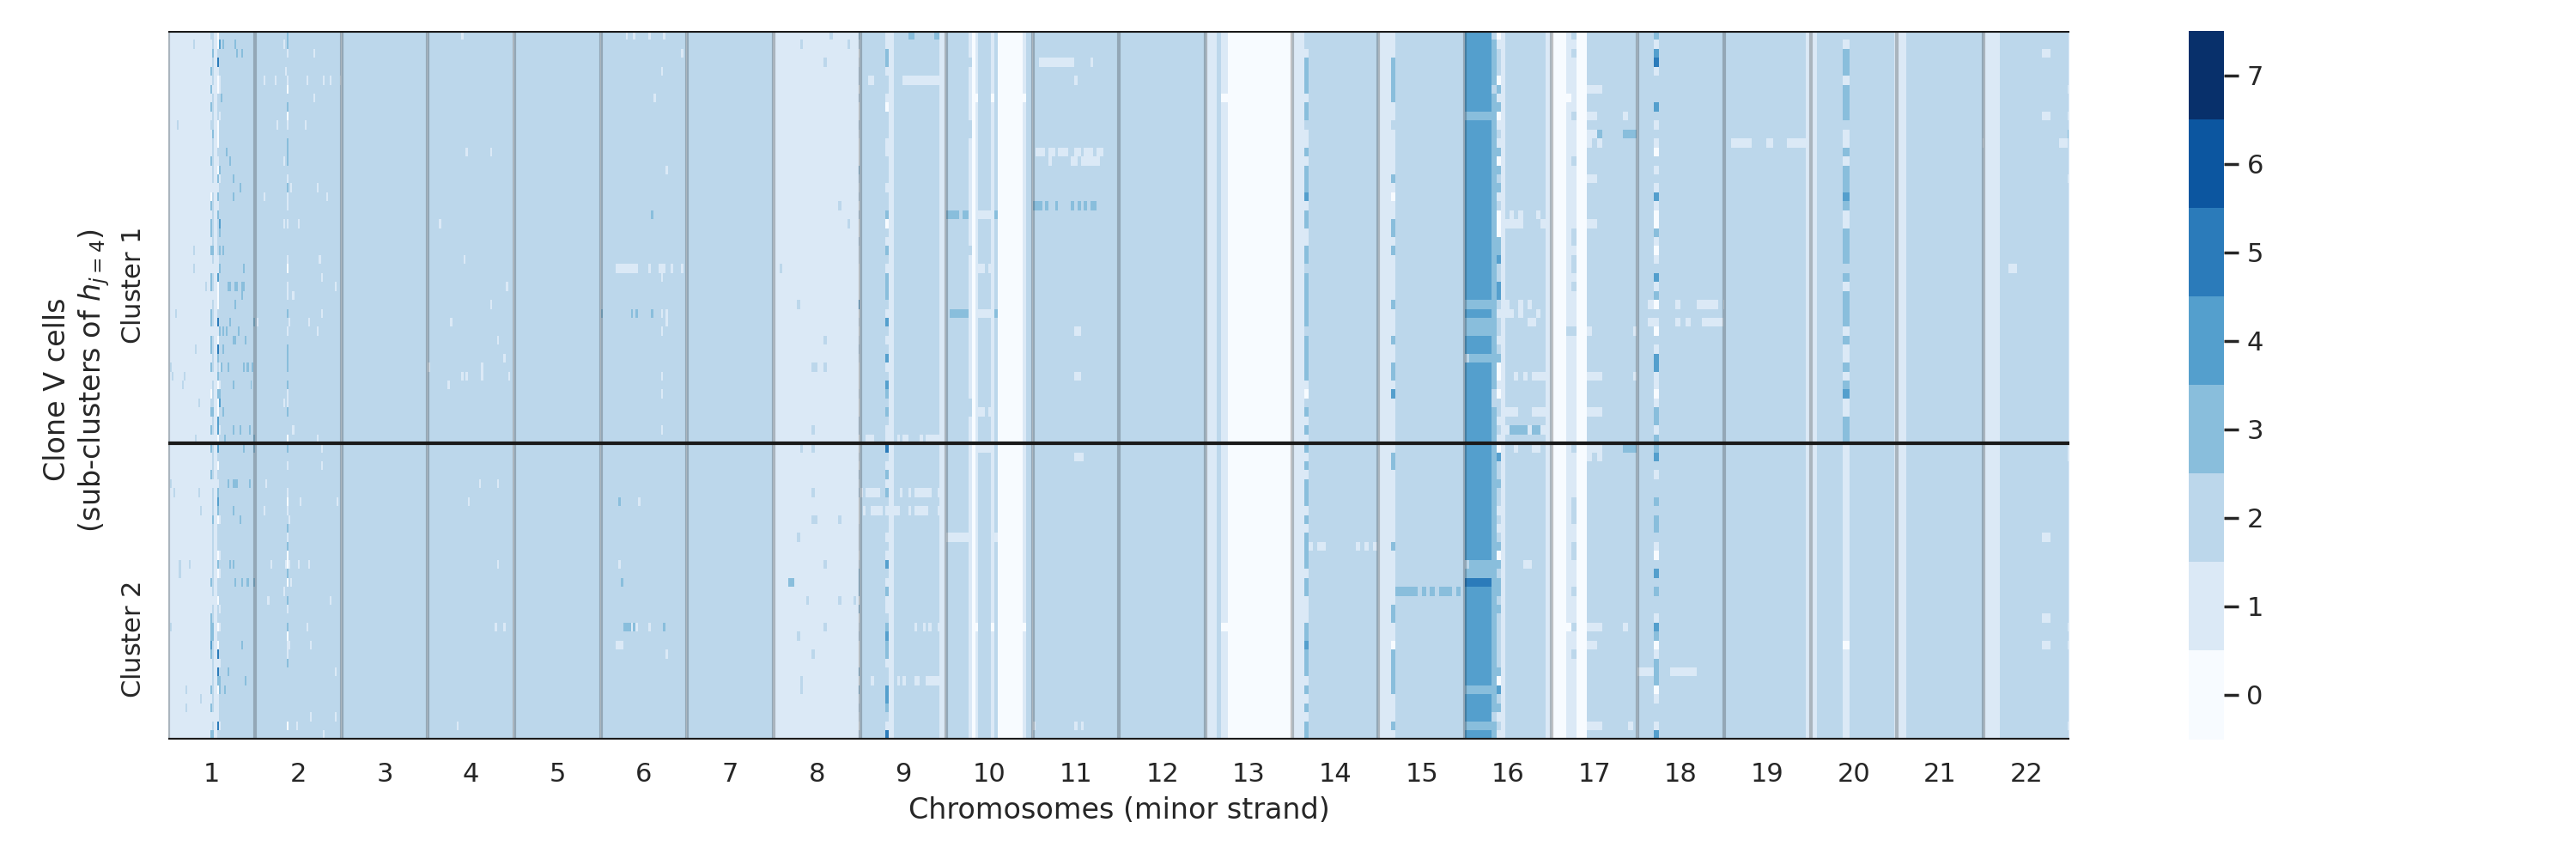 Clone V cells
(sub-clusters of h_{j=4})
Cluster 1
Cluster 2
1 2 3 4 5 6 7 8 9 10 11 12 13 14 15 16 17 18 19 20 21 22
Chromosomes (minor strand)
7
6
5
4
3
2
1
0